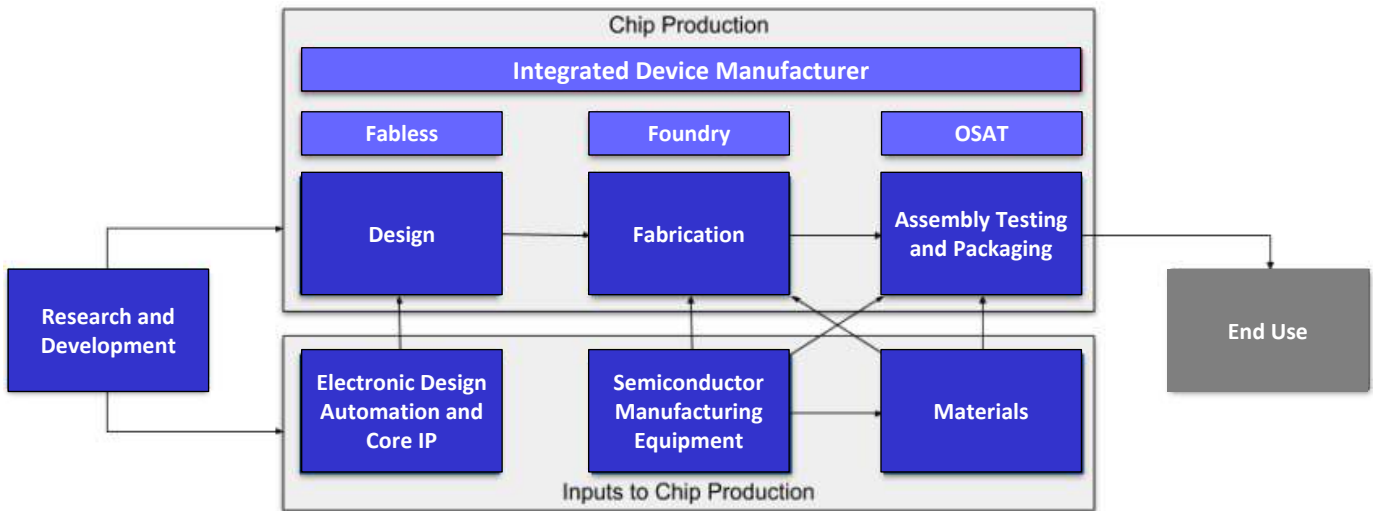 Chip Production
Integrated Device Manufacturer
Fabless
Foundry
OSAT
Design
Fabrication
Assembly Testing
and Packaging
Research and
Development
End Use
Electronic Design
Automation and
Core IP
Semiconductor
Manufacturing
Equipment
Materials
Inputs to Chip Production